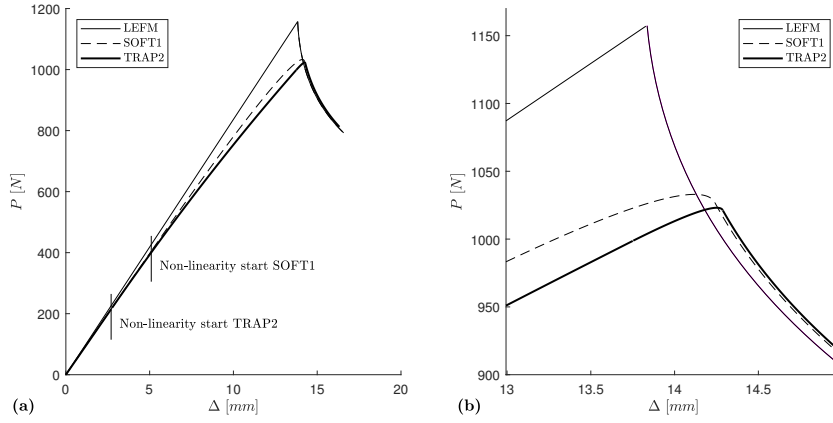 LEFM
SOFT1
TRAP2
1200
1000
800
600
400
200
0
P [N]
Non-linearity start SOFT1
Non-linearity start TRAP2
0
5
10
15
20
(a)
Δ [mm]
LEFM
SOFT1
TRAP2
1150
1100
1050
1000
950
900
P [N]
13
13.5
14
14.5
(b)
Δ [mm]